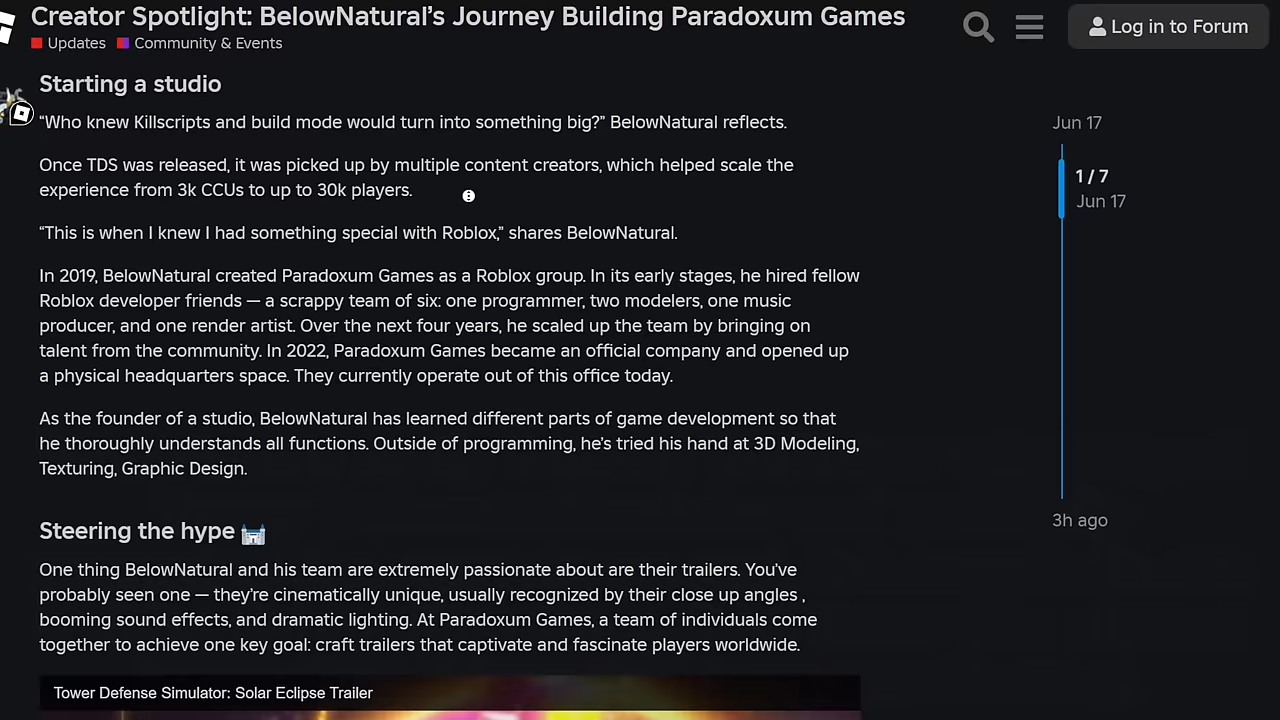 Creator Spotlight: BelowNatural’s Journey Building Paradoxum Games
Updates Community & Events
Log in to Forum
Starting a studio
“Who knew Killscripts and build mode would turn into something big?” BelowNatural reflects.
Once TDS was released, it was picked up by multiple content creators, which helped scale the
experience from 3k CCUs to up to 30k players.
“This is when I knew I had something special with Roblox,” shares BelowNatural.
In 2019, BelowNatural created Paradoxum Games as a Roblox group. In its early stages, he hired fellow
Roblox developer friends — a scrappy team of six: one programmer, two modelers, one music
producer, and one render artist. Over the next four years, he scaled up the team by bringing on
talent from the community. In 2022, Paradoxum Games became an official company and opened up
a physical headquarters space. They currently operate out of this office today.
As the founder of a studio, BelowNatural has learned different parts of game development so that
he thoroughly understands all functions. Outside of programming, he’s tried his hand at 3D Modeling,
Texturing, Graphic Design.
Steering the hype
One thing BelowNatural and his team are extremely passionate about are their trailers. You’ve
probably seen one — they’re cinematically unique, usually recognized by their close up angles ,
booming sound effects, and dramatic lighting. At Paradoxum Games, a team of individuals come
together to achieve one key goal: craft trailers that captivate and fascinate players worldwide.
Tower Defense Simulator: Solar Eclipse Trailer
Jun 17
1 / 7
Jun 17
3h ago